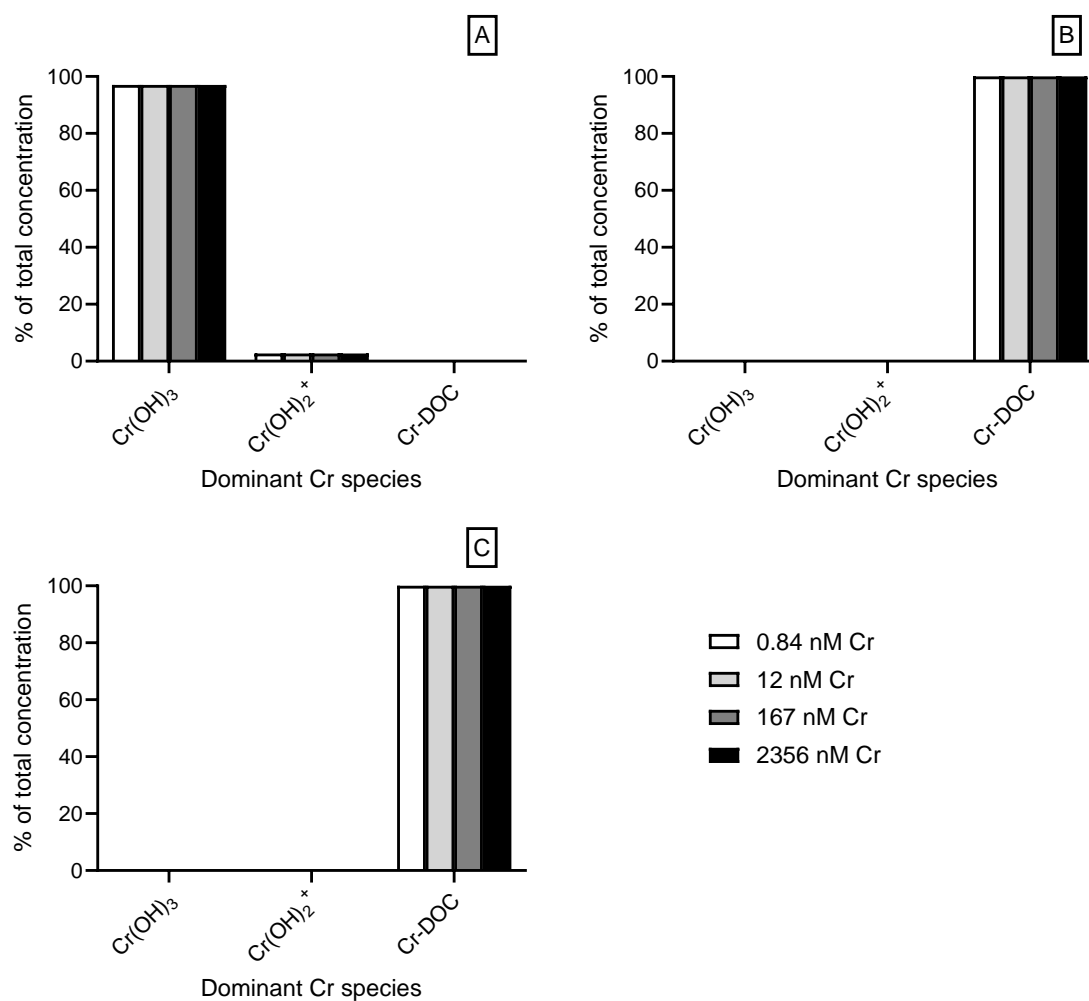 A
% of total concentration
100
80
60
40
20
0
Cr(OH)₃
Cr(OH)₂⁺
Cr-DOC
Dominant Cr species
B
% of total concentration
100
80
60
40
20
0
Cr(OH)₃
Cr(OH)₂⁺
Cr-DOC
Dominant Cr species
C
% of total concentration
100
80
60
40
20
0
Cr(OH)₃
Cr(OH)₂⁺
Cr-DOC
Dominant Cr species
0.84 nM Cr
12 nM Cr
167 nM Cr
2356 nM Cr